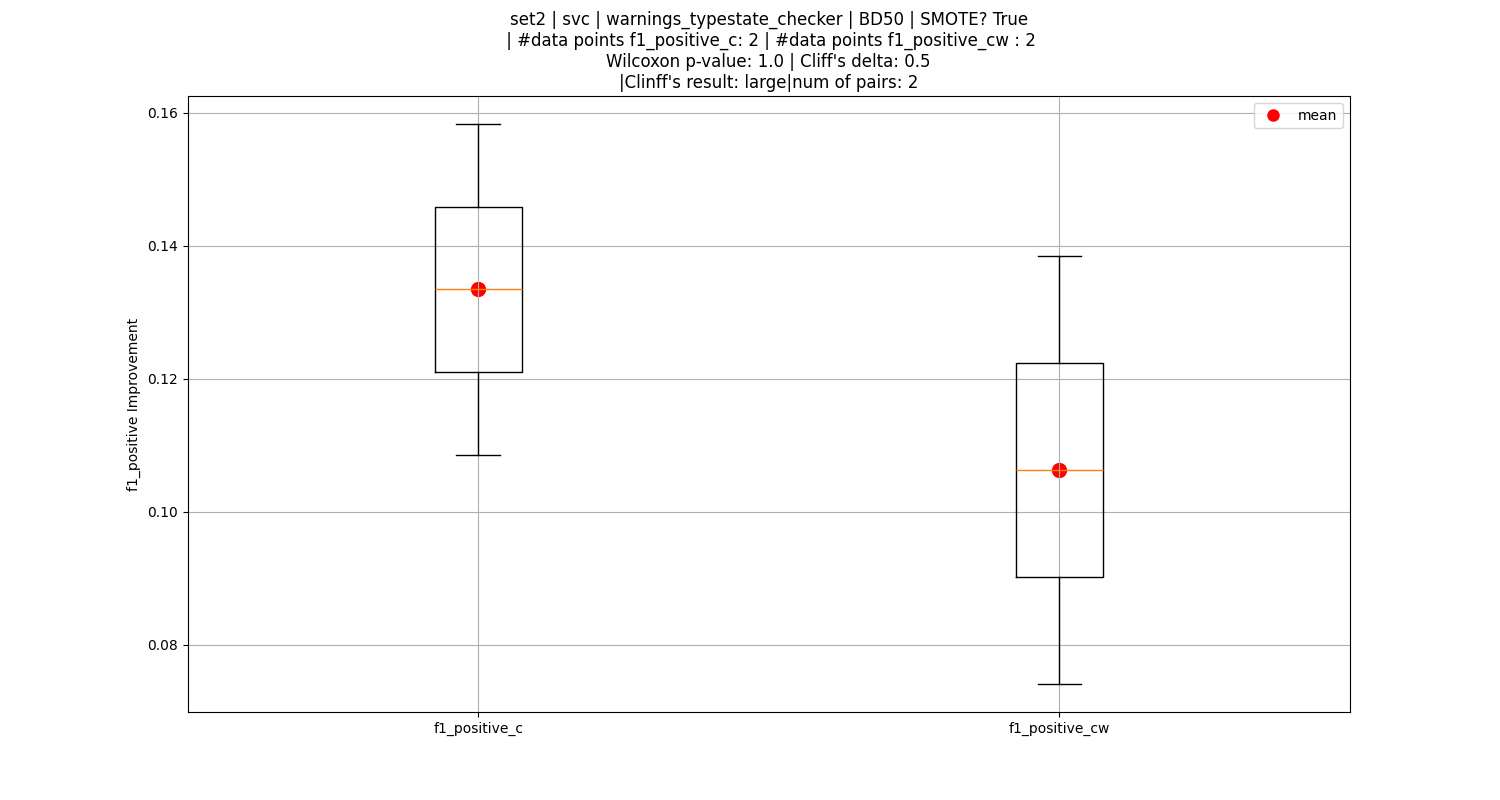 set2 | svc | warnings_typestate_checker | BD50 | SMOTE? True
| #data points f1_positive_c: 2 | #data points f1_positive_cw : 2
Wilcoxon p-value: 1.0 | Cliff's delta: 0.5
|Clinff's result: large|num of pairs: 2
mean
0.16
0.14
0.12
0.10
0.08
f1_positive Improvement
f1_positive_c
f1_positive_cw